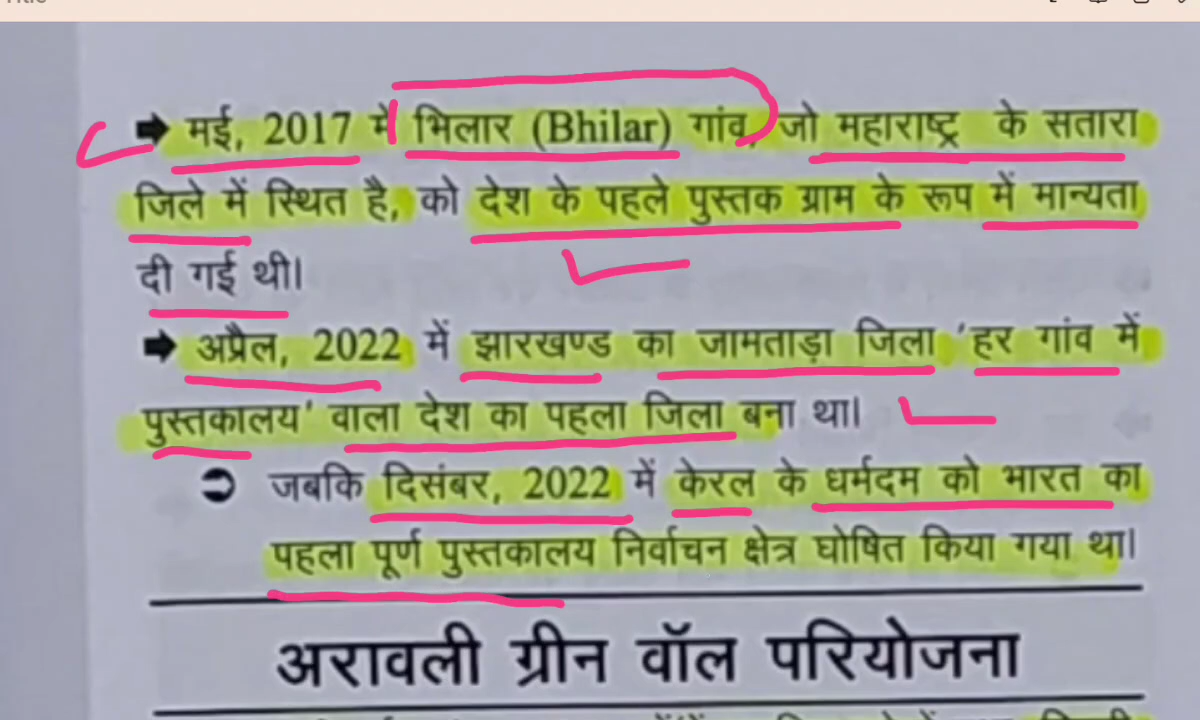 ➡ मई, 2017 में भिलार (Bhilar) गांव, जो महाराष्ट्र के सतारा
जिले में स्थित है, को देश के पहले पुस्तक ग्राम के रूप में मान्यता
दी गई थी।
➡ अप्रैल, 2022 में झारखण्ड का जामताड़ा जिला 'हर गांव में
पुस्तकालय' वाला देश का पहला जिला बना था।
➲ जबकि दिसंबर, 2022 में केरल के धर्मदम को भारत का
पहला पूर्ण पुस्तकालय निर्वाचन क्षेत्र घोषित किया गया था।
अरावली ग्रीन वॉल परियोजना